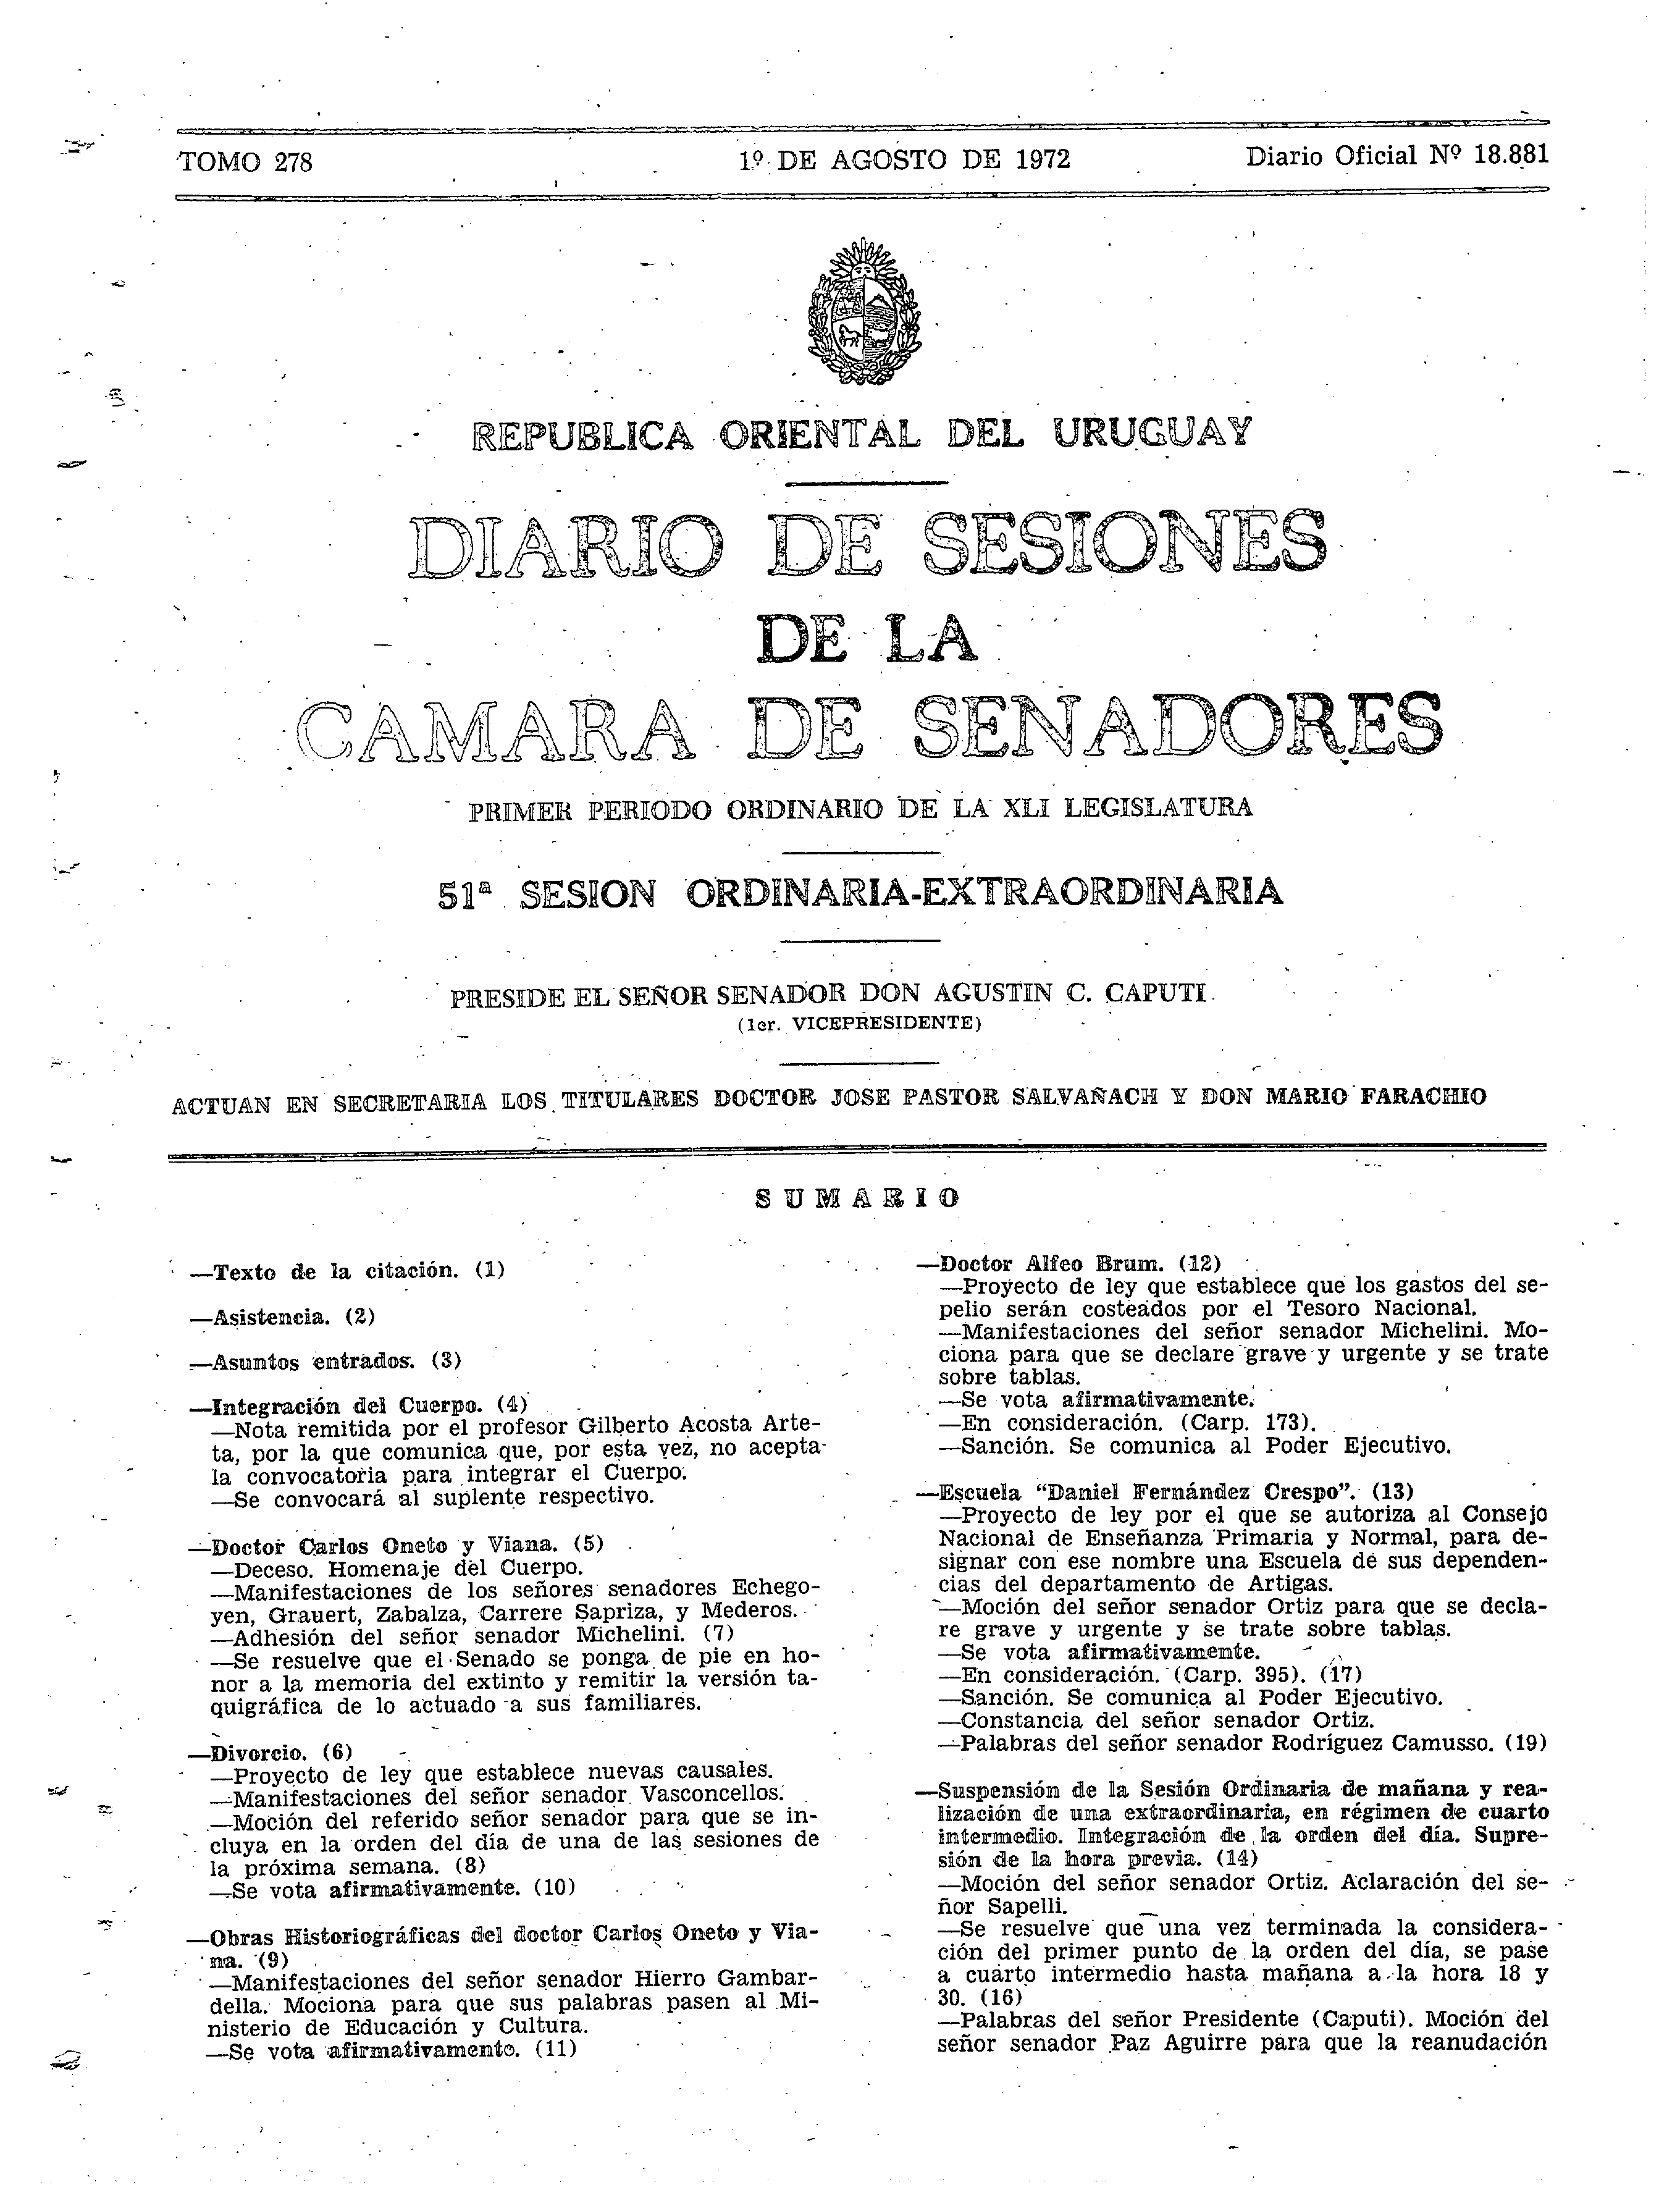 TOMO 278
1º DE AGOSTO DE 1972
Diario Oficial Nº 18.881
REPUBLICA ORIENTAL DEL URUGUAY
DIARIO DE SESIONES
DE LA
CAMARA DE SENADORES
PRIMER PERIODO ORDINARIO DE LA XLI LEGISLATURA
51ª SESION ORDINARIA-EXTRAORDINARIA
PRESIDE EL SEÑOR SENADOR DON AGUSTIN C. CAPUTI
(1er. VICEPRESIDENTE)
ACTUAN EN SECRETARIA LOS TITULARES DOCTOR JOSE PASTOR SALVAÑACH Y DON MARIO FARACHIO
SUMARIO
—Texto de la citación. (1)
—Asistencia. (2)
—Asuntos entrados. (3)
—Integración del Cuerpo. (4)
—Nota remitida por el profesor Gilberto Acosta Arte-
ta, por la que comunica que, por esta vez, no acepta
la convocatoria para integrar el Cuerpo.
—Se convocará al suplente respectivo.
—Doctor Carlos Oneto y Viana. (5)
—Deceso. Homenaje del Cuerpo.
—Manifestaciones de los señores senadores Echego-
yen, Grauert, Zabalza, Carrere Sapriza, y Mederos.
—Adhesión del señor senador Michelini. (7)
—Se resuelve que el Senado se ponga de pie en ho-
nor a la memoria del extinto y remitir la versión ta-
quigráfica de lo actuado a sus familiares.
—Divorcio. (6)
—Proyecto de ley que establece nuevas causales.
—Manifestaciones del señor senador Vasconcellos.
—Moción del referido señor senador para que se in-
cluya en la orden del día de una de las sesiones de
la próxima semana. (8)
—Se vota afirmativamente. (10)
—Obras Historiográficas del doctor Carlos Oneto y Via-
na. (9)
—Manifestaciones del señor senador Hierro Gambar-
della. Mociona para que sus palabras pasen al Mi-
nisterio de Educación y Cultura.
—Se vota afirmativamente. (11)
—Doctor Alfeo Brum. (12)
—Proyecto de ley que establece que los gastos del se-
pelio serán costeados por el Tesoro Nacional.
—Manifestaciones del señor senador Michelini. Mo-
ciona para que se declare grave y urgente y se trate
sobre tablas.
—Se vota afirmativamente.
—En consideración. (Carp. 173).
—Sanción. Se comunica al Poder Ejecutivo.
—Escuela “Daniel Fernández Crespo”. (13)
—Proyecto de ley por el que se autoriza al Consejo
Nacional de Enseñanza Primaria y Normal, para de-
signar con ese nombre una Escuela de sus dependen-
cias del departamento de Artigas.
—Moción del señor senador Ortiz para que se decla-
re grave y urgente y se trate sobre tablas.
—Se vota afirmativamente.
—En consideración. (Carp. 395). (17)
—Sanción. Se comunica al Poder Ejecutivo.
—Constancia del señor senador Ortiz.
—Palabras del señor senador Rodríguez Camusso. (19)
—Suspensión de la Sesión Ordinaria de mañana y rea-
lización de una extraordinaria, en régimen de cuarto
intermedio. Integración de la orden del día. Supre-
sión de la hora previa. (14)
—Moción del señor senador Ortiz. Aclaración del se-
ñor Sapelli.
—Se resuelve que una vez terminada la considera-
ción del primer punto de la orden del día, se pase
a cuarto intermedio hasta mañana a la hora 18 y
30. (16)
—Palabras del señor Presidente (Caputi). Moción del
señor senador Paz Aguirre para que la reanudación